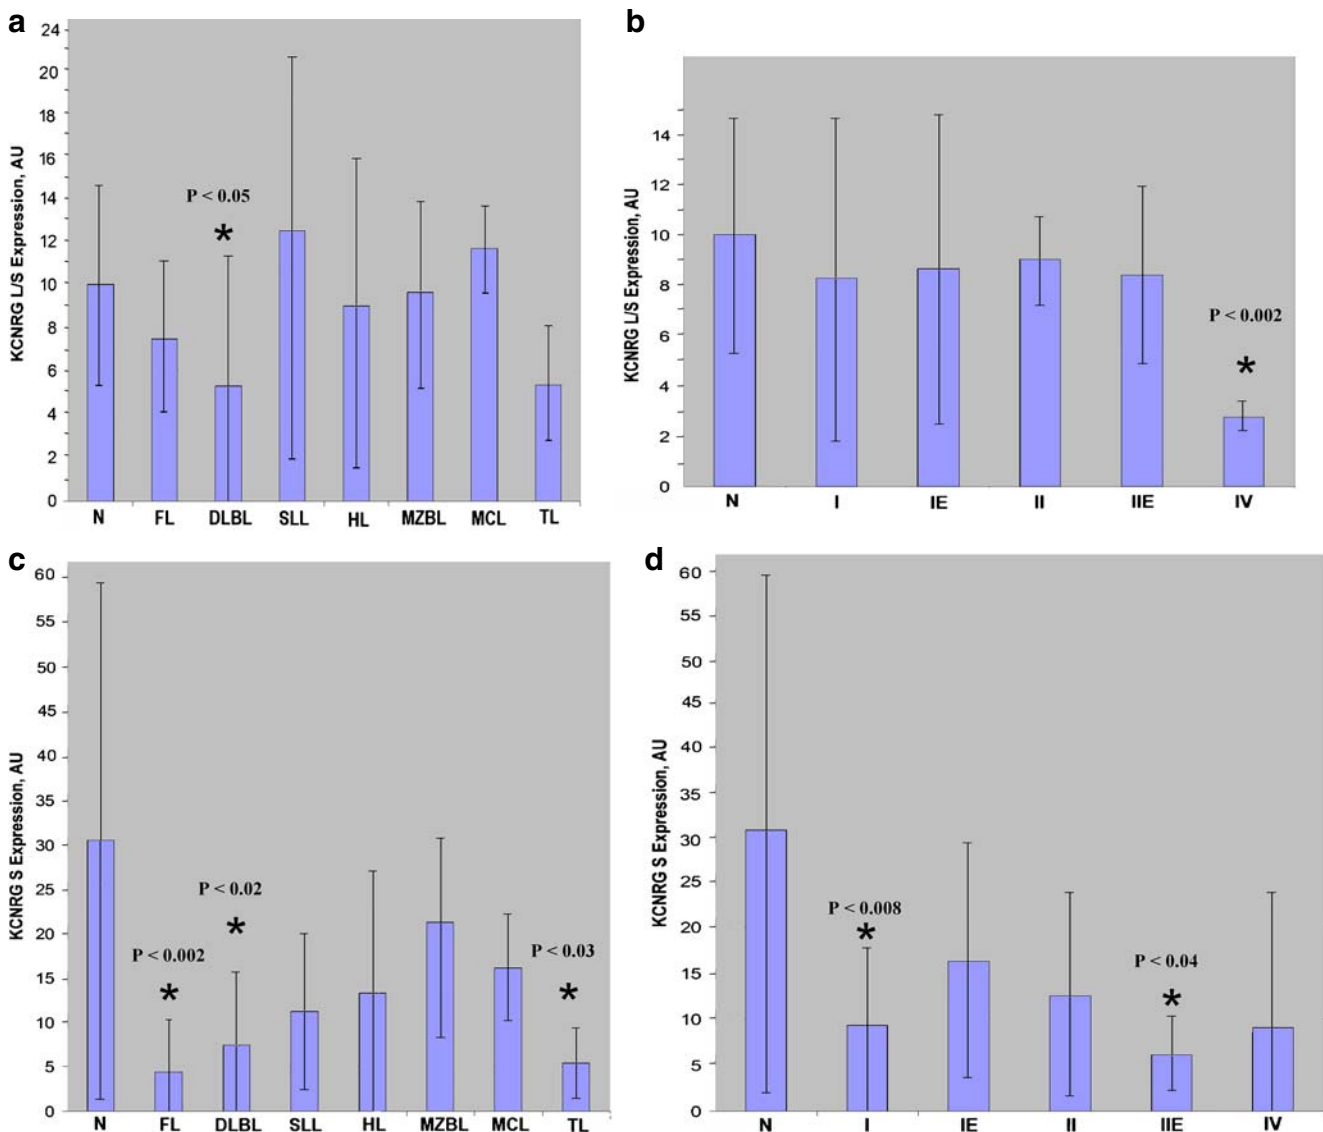 a
24
20
18
16
14
12
10
8
6
4
2
0
KCNRG L/S Expression, AU
P < 0.05
*
N FL DLBL SLL HL MZBL MCL TL
b
14
12
10
8
6
4
2
0
KCNRG L/S Expression, AU
P < 0.002
*
N I IE II IIE IV
c
60
55
50
45
40
35
30
25
20
15
10
5
0
KCNRG S Expression, AU
P < 0.002
*
P < 0.02
*
P < 0.03
*
N FL DLBL SLL HL MZBL MCL TL
d
60
55
50
45
40
35
30
25
20
15
10
5
0
KCNRG S Expression, AU
P < 0.008
*
P < 0.04
*
N I IE II IIE IV